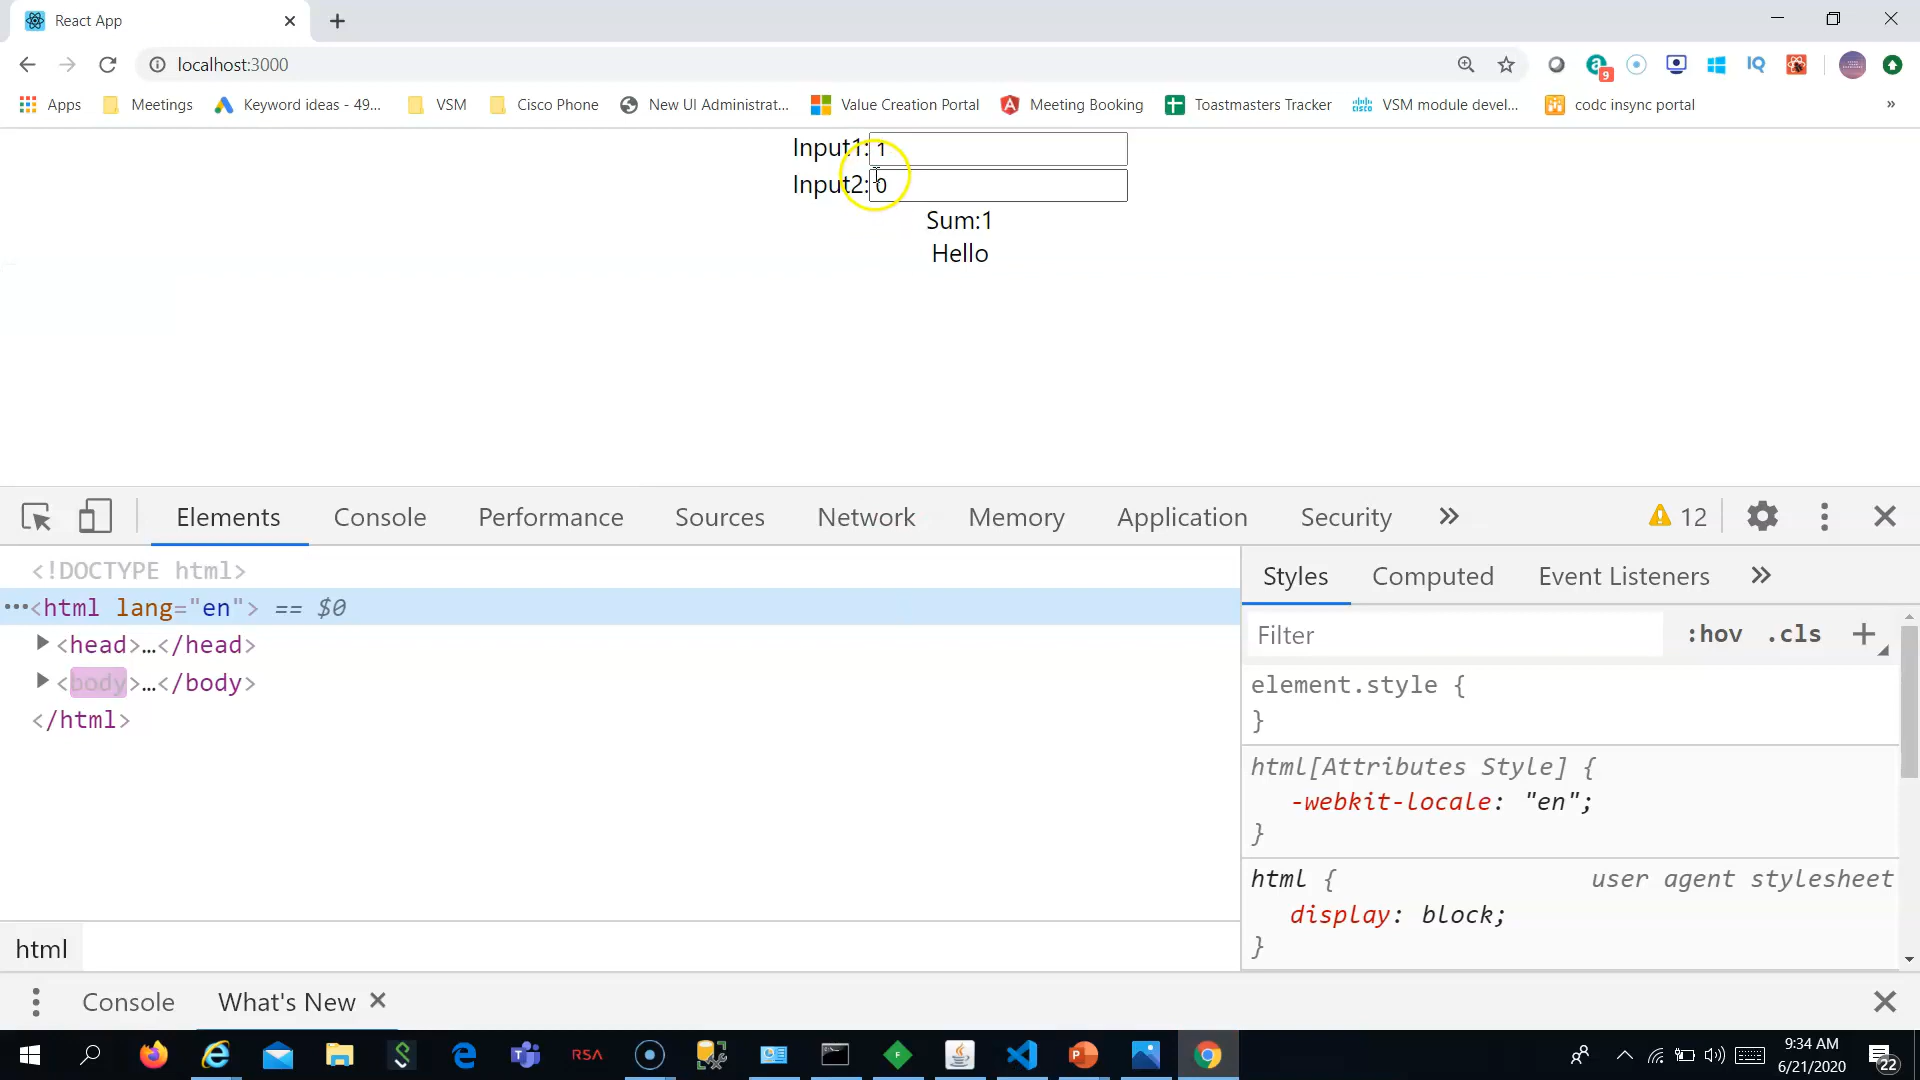 React App
localhost:3000
9
IQ
Apps Meetings Keyword ideas - 49... VSM Cisco Phone New UI Administrat... Value Creation Portal Meeting Booking Toastmasters Tracker cisco VSM module devel... codc insync portal »
Input1: 1
Input2: 0
Sum:1
Hello
Elements Console Performance Sources Network Memory Application Security » 12
<!DOCTYPE html>
...<html lang="en"> == $0
<head>…</head>
<body>…</body>
</html>
html
Styles Computed Event Listeners »
Filter :hov .cls +
element.style {
}
html[Attributes Style] {
-webkit-locale: "en";
}
html { user agent stylesheet
display: block;
}
Console What's New
RSA
9:34 AM
6/21/2020
22